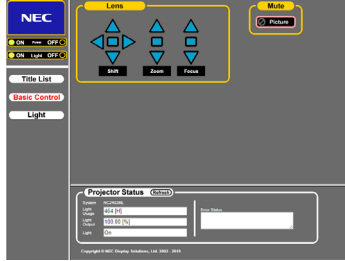 NEC
ON Power OFF
ON Light OFF
Title List
Basic Control
Light
Lens
Shift
Zoom
Focus
Mute
Picture
Projector Status
(Refresh)
System
Light Usage
464 [H]
Light Output
100.00 [%]
Light
On
Error Status
Copyright © NEC Display Solutions, Ltd. 2003 - 2018